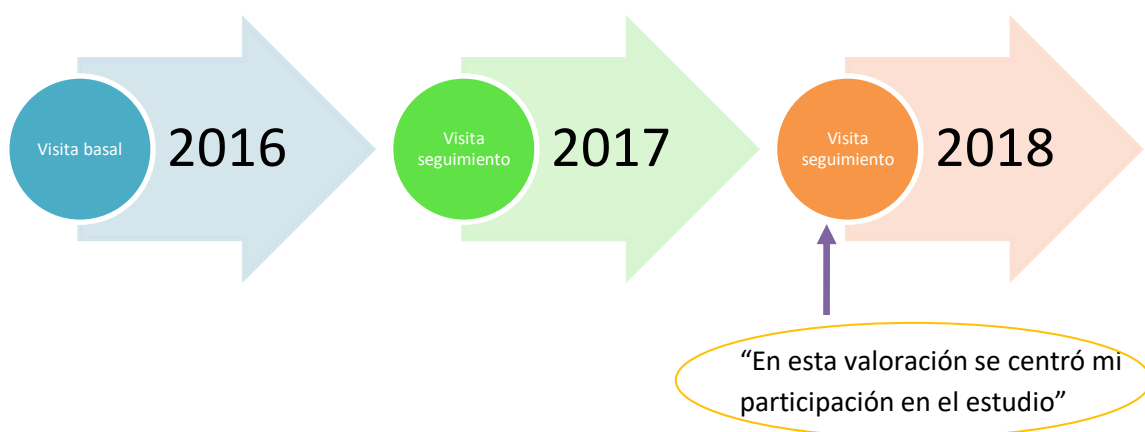 Visita basal
2016
Visita
seguimiento
2017
Visita
seguimiento
2018
“En esta valoración se centró mi
participación en el estudio”